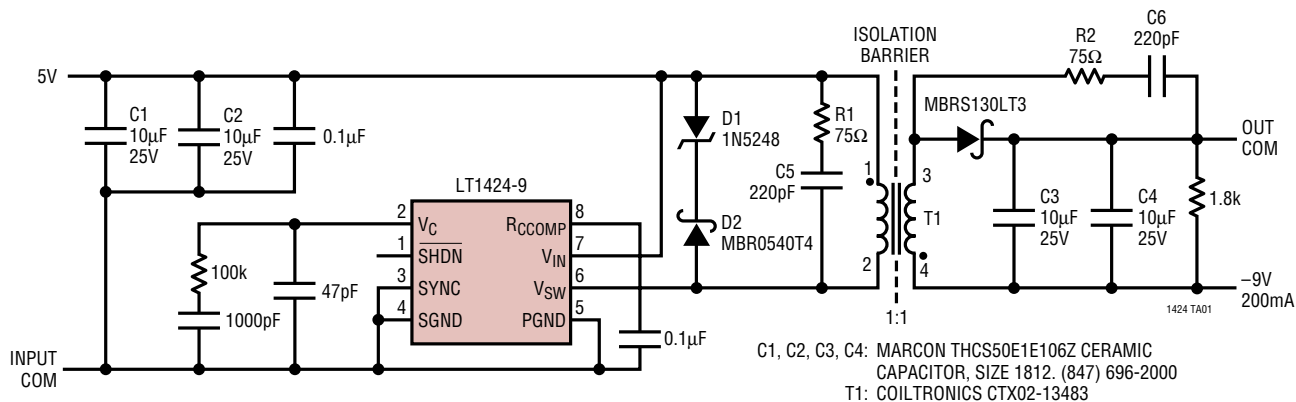 5V
C1
10µF
25V
C2
10µF
25V
0.1µF
D1
1N5248
R1
75Ω
C5
220pF
D2
MBR0540T4
ISOLATION
BARRIER
R2
75Ω
C6
220pF
MBRS130LT3
OUT
COM
1
2
3
4
T1
1:1
C3
10µF
25V
C4
10µF
25V
1.8k
–9V
200mA
1424 TA01
LT1424-9
2
1
3
4
VC
SHDN
SYNC
SGND
RCCOMP
VIN
VSW
PGND
8
7
6
5
100k
1000pF
47pF
0.1µF
INPUT
COM
C1, C2, C3, C4: MARCON THCS50E1E106Z CERAMIC
CAPACITOR, SIZE 1812. (847) 696-2000
T1: COILTRONICS CTX02-13483